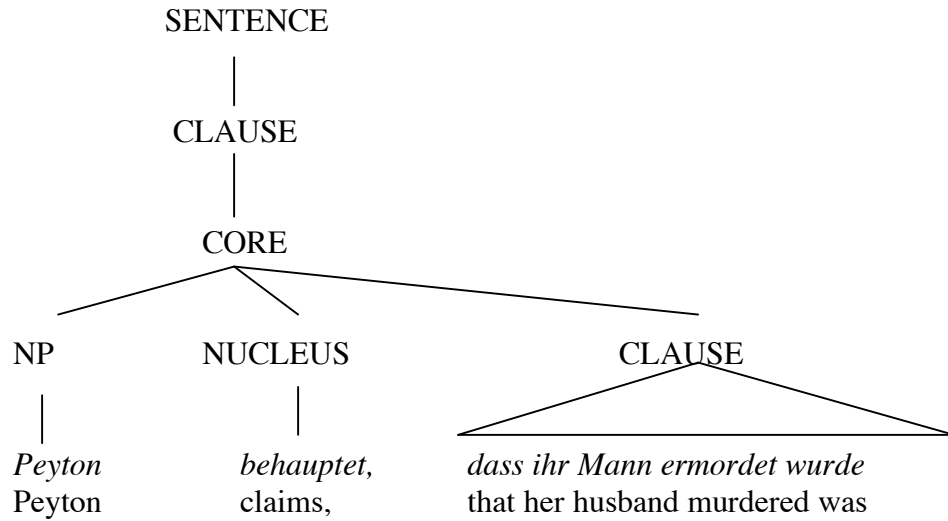 SENTENCE
CLAUSE
CORE
NP NUCLEUS CLAUSE
Peyton behauptet, dass ihr Mann ermordet wurde
Peyton claims, that her husband murdered was